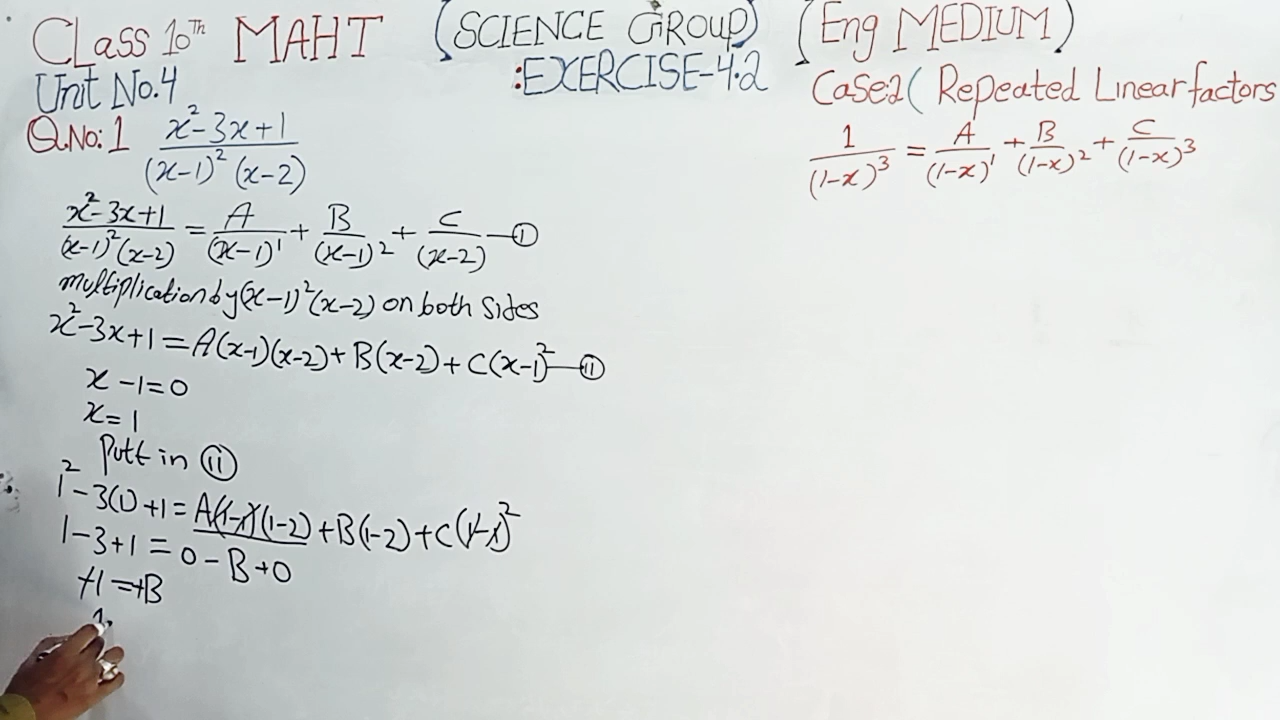 CLass 10TH MAHT (SCIENCE GROUP) (Eng MEDIUM)
Unit No.4 :EXERCISE-4.2 Case:2( Repeated Linear factors
Q.No: 1 x²-3x+1/(x-1)²(x-2)
1/(1-x)³ = A/(1-x)¹ + B/(1-x)² + C/(1-x)³
x²-3x+1/(x-1)²(x-2) = A/(x-1)¹ + B/(x-1)² + C/(x-2) — (I)
multiplication by (x-1)²(x-2) on both sides
x²-3x+1 = A(x-1)(x-2) + B(x-2) + C(x-1)² — (II)
x-1=0
x=1
Putt in (II)
1²-3(1)+1 = A(1-1)(1-2) + B(1-2) + C(1-1)²
1-3+1 = 0-B+0
+1=+B